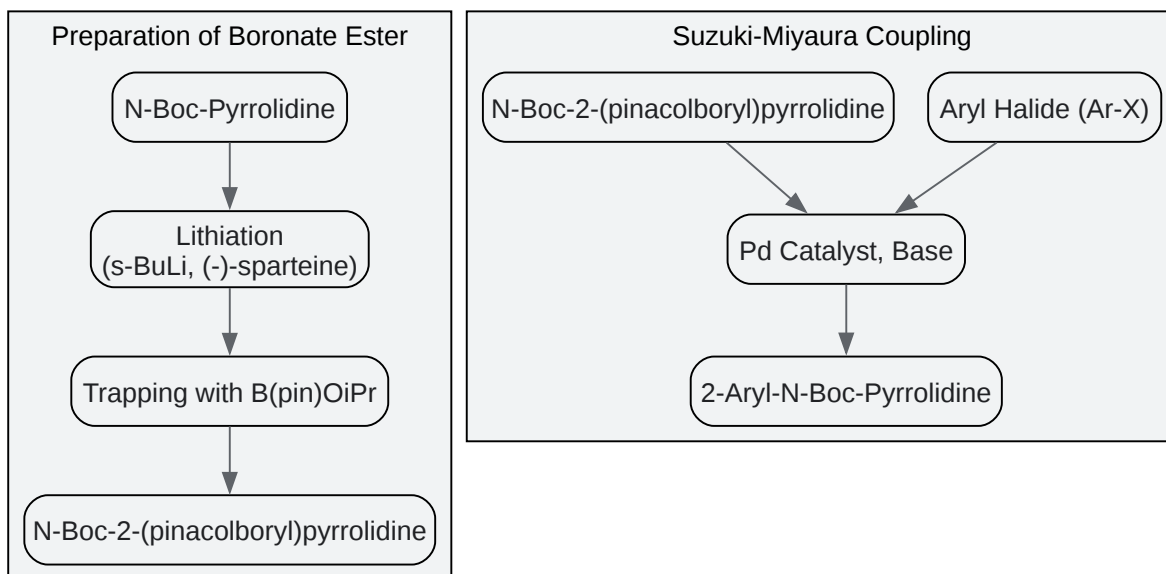 Preparation of Boronate Ester
N-Boc-Pyrrolidine
Lithiation
(s-BuLi, (-)-sparteine)
Trapping with B(pin)OiPr
N-Boc-2-(pinacolboryl)pyrrolidine
Suzuki-Miyaura Coupling
N-Boc-2-(pinacolboryl)pyrrolidine
Aryl Halide (Ar-X)
Pd Catalyst, Base
2-Aryl-N-Boc-Pyrrolidine